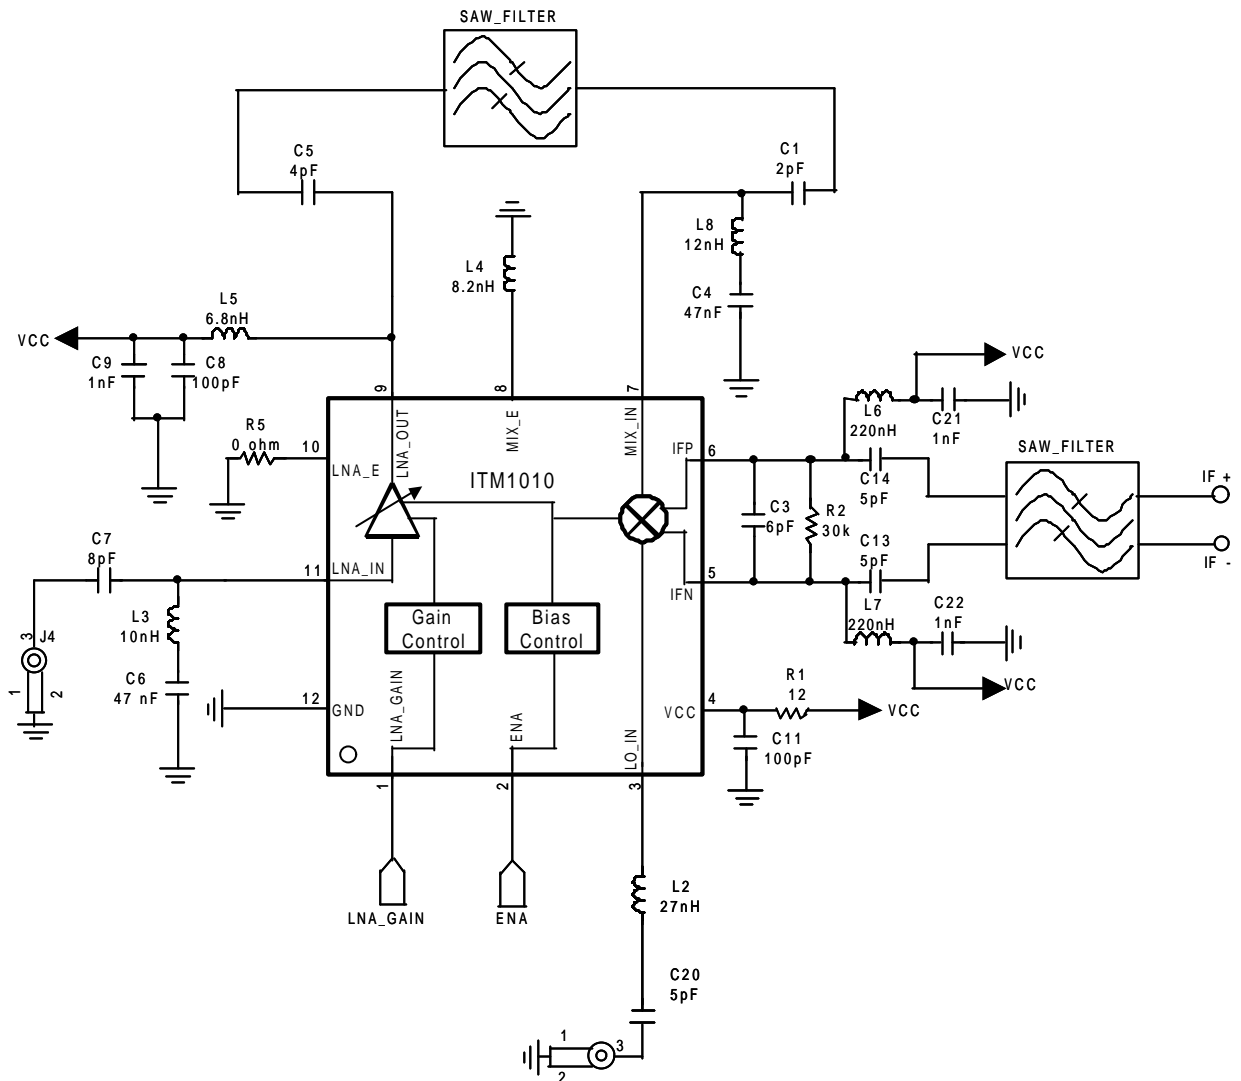 SAW_FILTER
C5
4pF
C1
2pF
L8
12nH
L4
8.2nH
C4
47nF
L5
6.8nH
VCC
C9
1nF
C8
100pF
VCC
9
8
7
L6
220nH
C21
1nF
R5
0 ohm
10
LNA_E
LNA_OUT
MIX_E
MIX_IN
IFP
6
ITM1010
C14
5pF
SAW_FILTER
IF +
C3
6pF
R2
30k
C13
5pF
IF -
C7
8pF
11
LNA_IN
5
IFN
L7
220nH
C22
1nF
L3
10nH
Gain
Control
Bias
Control
3
J4
1
2
C6
47 nF
VCC
R1
12
12
GND
LNA_GAIN
ENA
LO_IN
VCC
4
VCC
C11
100pF
1
2
3
LNA_GAIN
ENA
L2
27nH
C20
5pF
1
3
2